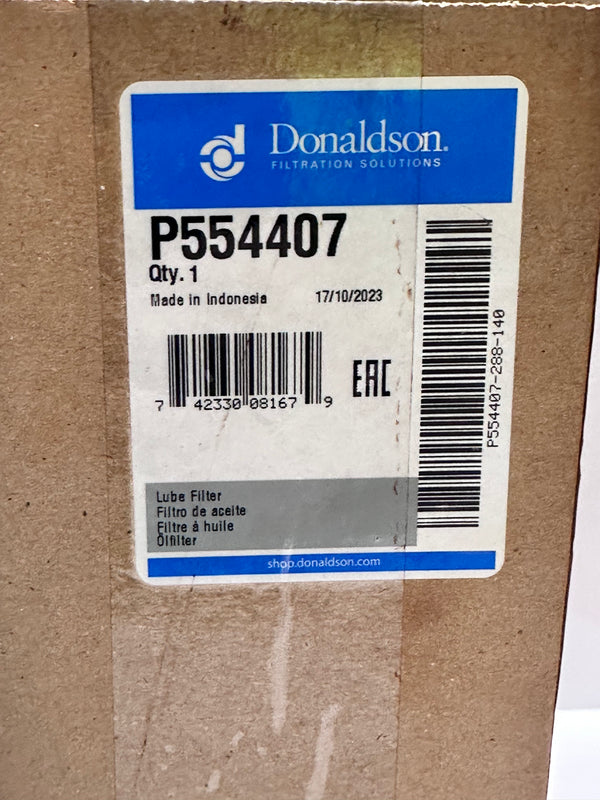 Donaldson.
FILTRATION SOLUTIONS
P554407
Qty. 1
Made in Indonesia 17/10/2023
7 42330 08167 9
EAC
P554407-288-140
Lube Filter
Filtro de aceite
Filtre à huile
Ölfilter
shop.donaldson.com